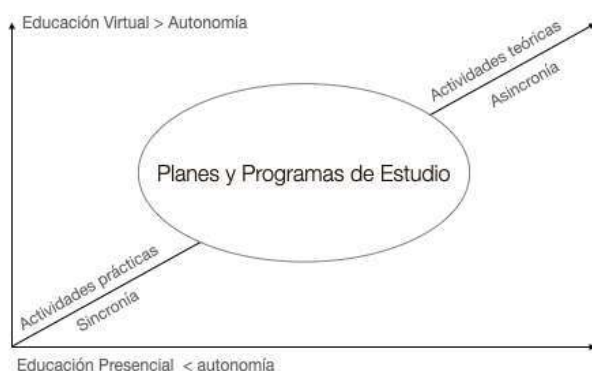 Educación Virtual > Autonomía
Actividades teóricas
Asincronía
Planes y Programas de Estudio
Actividades prácticas
Sincronía
Educación Presencial < autonomía